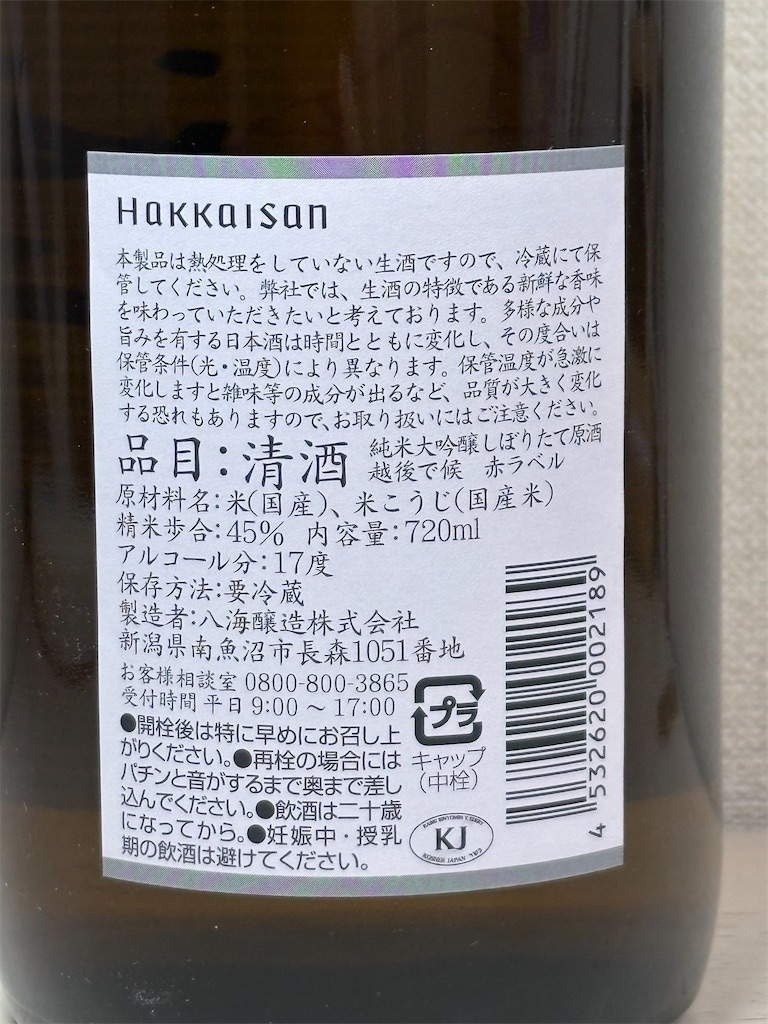 HaKKaISan
本製品は熱処理をしていない生酒ですので、冷蔵にて保
管してください。弊社では、生酒の特徴である新鮮な香味
を味わっていただきたいと考えております。多様な成分や
旨みを有する日本酒は時間とともに変化し、その度合いは
保管条件(光・温度)により異なります。保管温度が急激に
変化しますと雑味等の成分が出るなど、品質が大きく変化
する恐れもありますので、お取り扱いにはご注意ください。
品目:清酒 純米大吟醸しぼりたて原酒
越後で候 赤ラベル
原材料名:米(国産)、米こうじ(国産米)
精米歩合:45% 内容量:720ml
アルコール分:17度
保存方法:要冷蔵
製造者:八海醸造株式会社
新潟県南魚沼市長森1051番地
お客様相談室 0800-800-3865
受付時間 平日 9:00 〜 17:00
●開栓後は特に早めにお召し上
がりください。●再栓の場合には
パチンと音がするまで奥まで差し
込んでください。●飲酒は二十歳
になってから。●妊娠中・授乳
期の飲酒は避けてください。
プラ
キャップ
(中栓)
KJ
KOSHER JAPAN
4 532620 002189